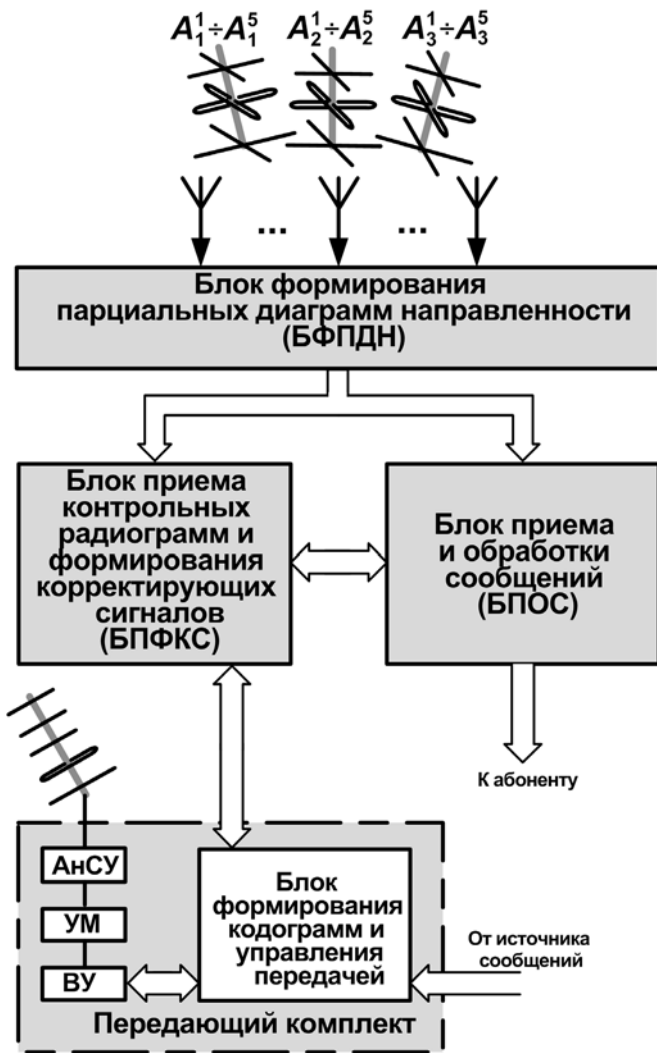 A₁¹÷A₁⁵ A₂¹÷A₂⁵ A₃¹÷A₃⁵
... ...
Блок формирования
парциальных диаграмм направленности
(БФПДН)
Блок приема
контрольных
радиограмм и
формирования
корректирующих
сигналов
(БПФКС)
Блок приема
и обработки
сообщений
(БПОС)
К абоненту
АнСУ
УМ
ВУ
Блок
формирования
кодограмм и
управления
передачей
От источника
сообщений
Передающий комплект